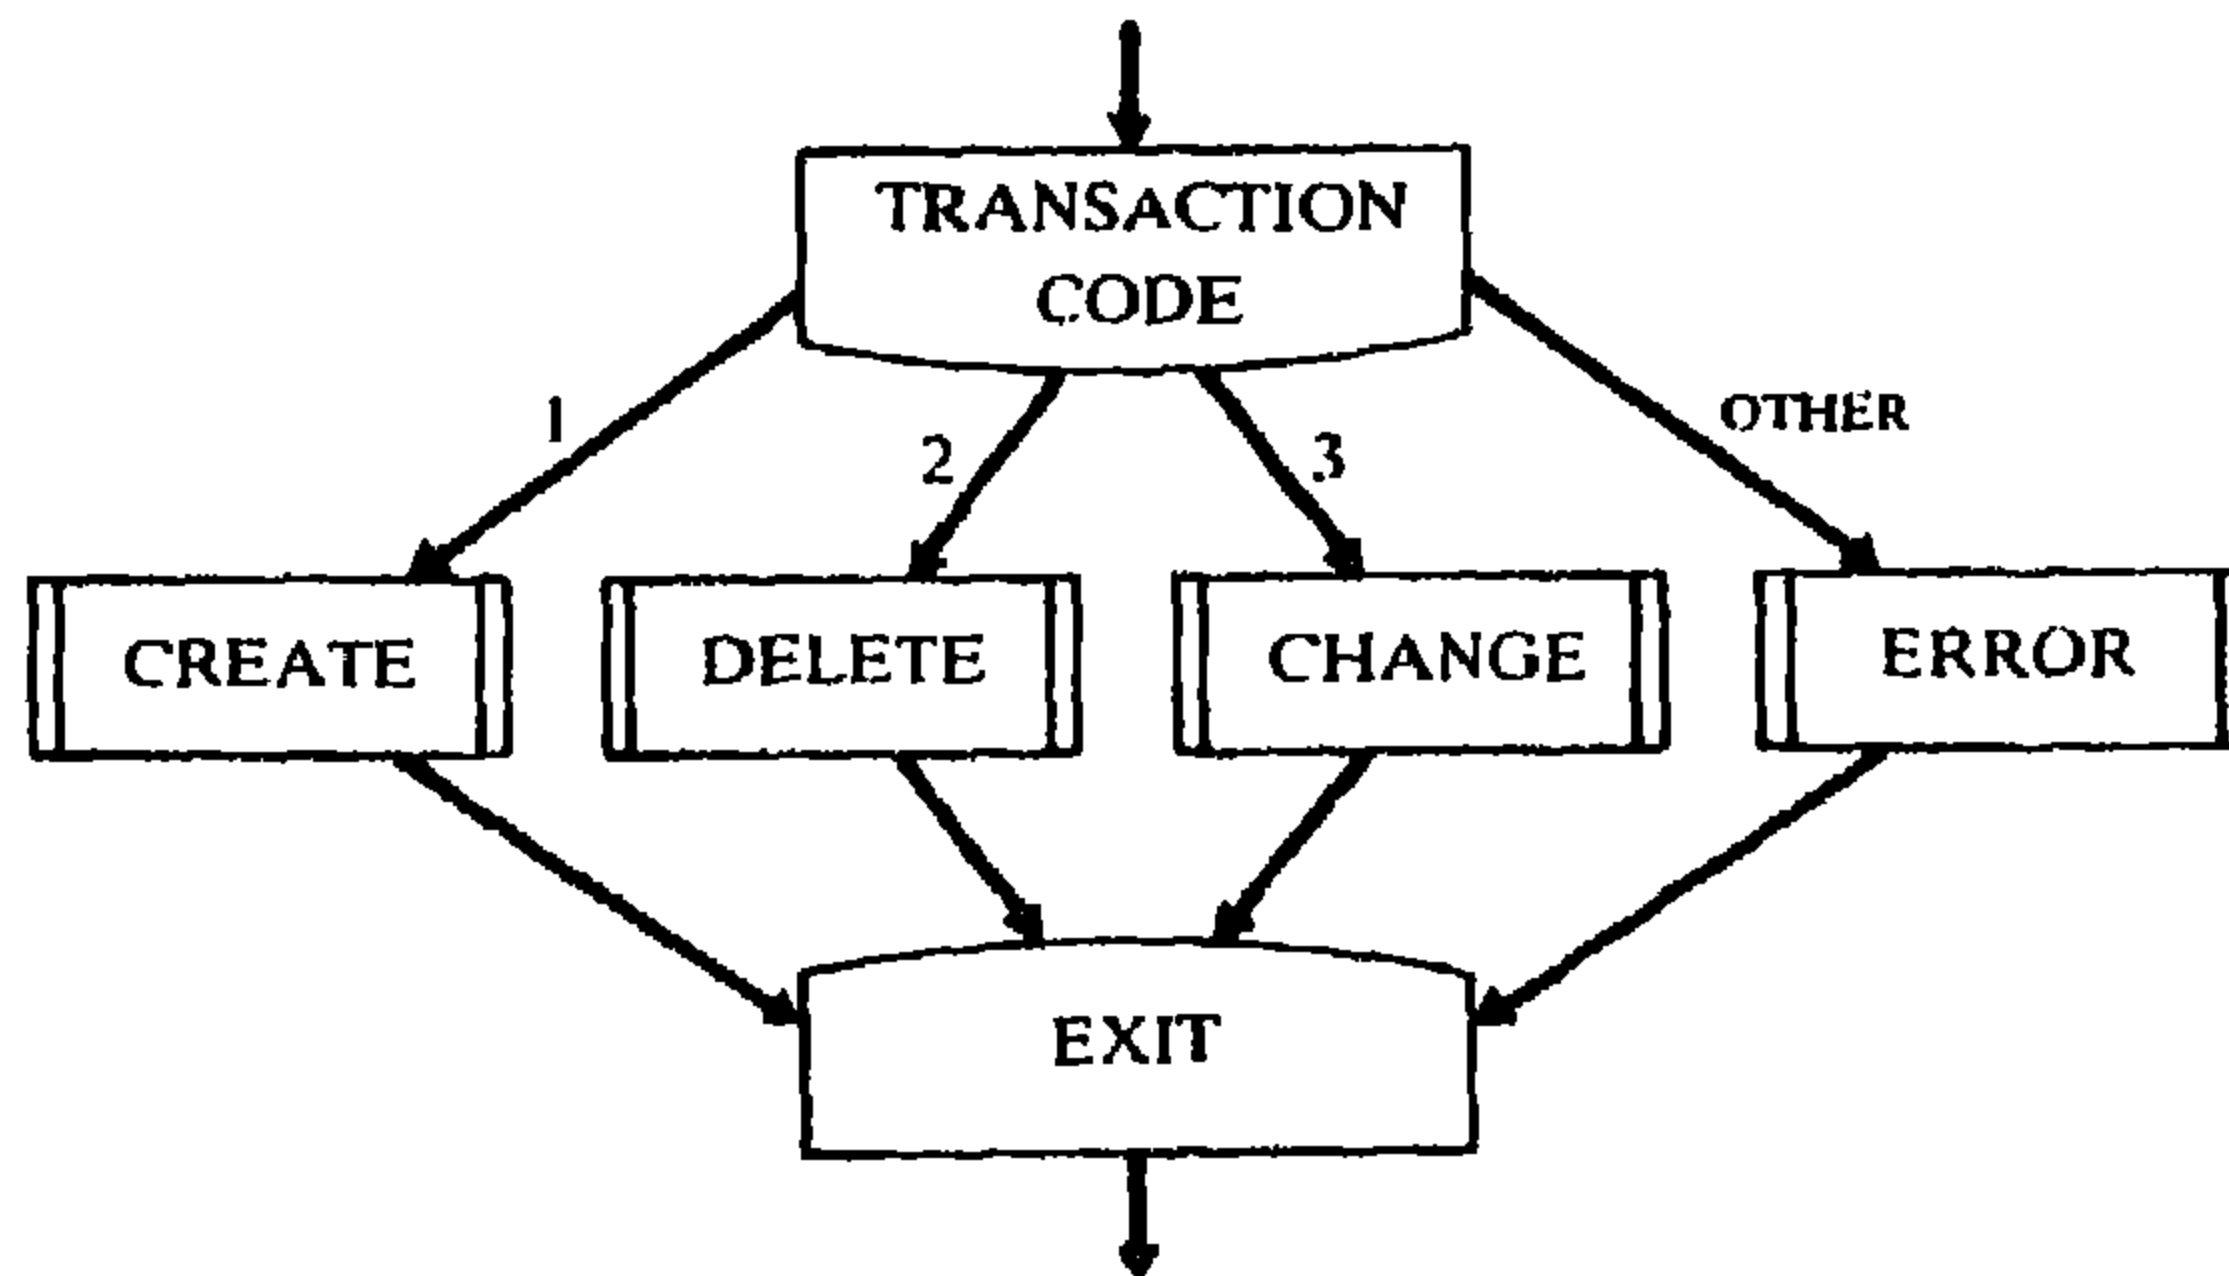 TRANSACTION
CODE
1
2
3
OTHER
CREATE
DELETE
CHANGE
ERROR
EXIT